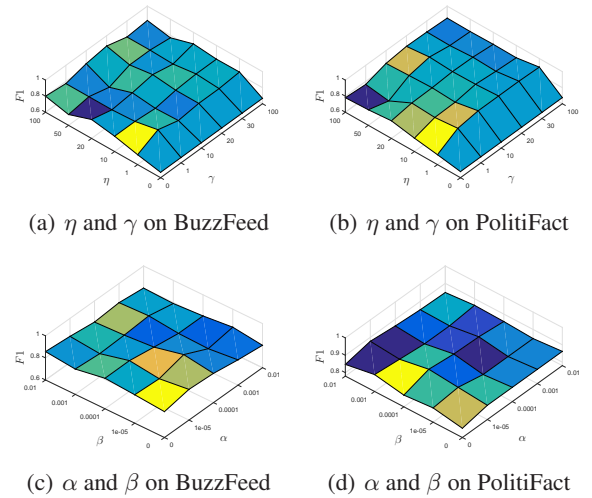 1
0.8
0.6
F1
100
50
20
10
1
0
η
0
1
10
20
30
100
γ
1
0.8
0.6
F1
100
50
20
10
1
0
η
0
1
10
20
30
100
γ
(a) η and γ on BuzzFeed
(b) η and γ on PolitiFact
1
0.8
0.6
F1
0.01
0.001
0.0001
1e-05
0
β
0
1e-05
0.0001
0.001
0.01
α
1
0.9
0.8
F1
0.01
0.001
0.0001
1e-05
0
β
0
1e-05
0.0001
0.001
0.01
α
(c) α and β on BuzzFeed
(d) α and β on PolitiFact